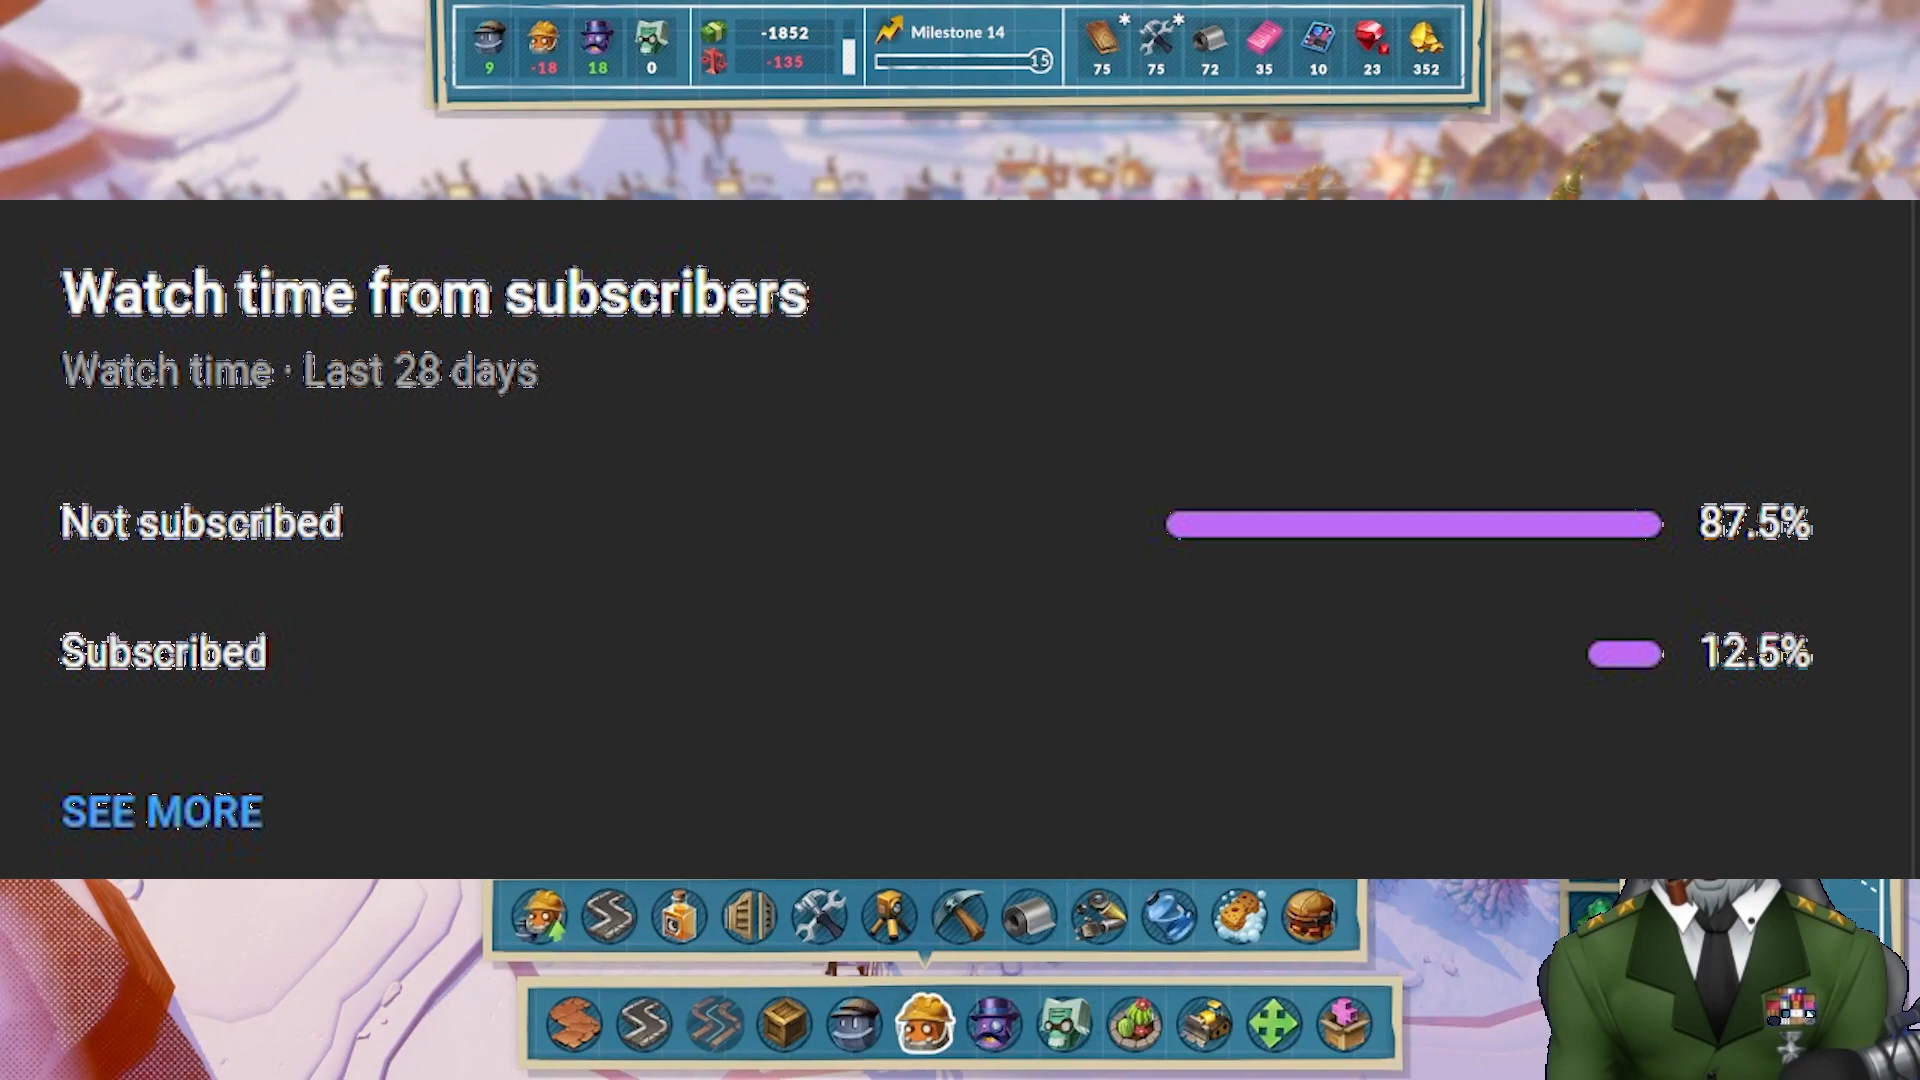 9 -18 18 0
-1852
-135
Milestone 14
15
75 * 75 * 72 35 10 23 352
Watch time from subscribers
Watch time · Last 28 days
Not subscribed 87.5%
Subscribed 12.5%
SEE MORE